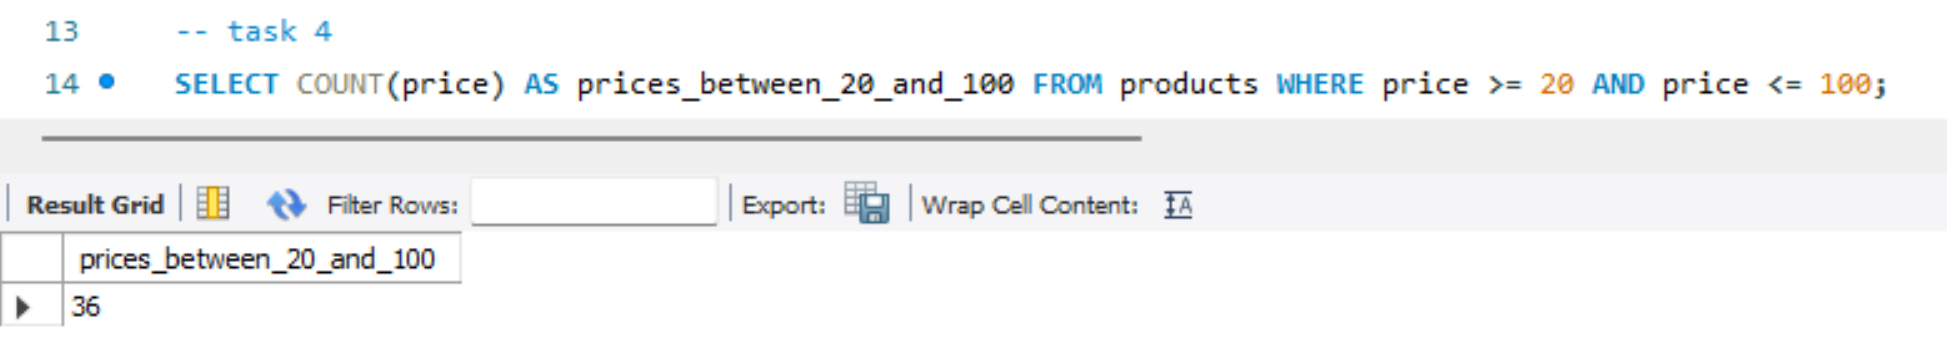 13 -- task 4
14 SELECT COUNT(price) AS prices_between_20_and_100 FROM products WHERE price >= 20 AND price <= 100;
Result Grid Filter Rows: Export: Wrap Cell Content: IA
prices_between_20_and_100
36